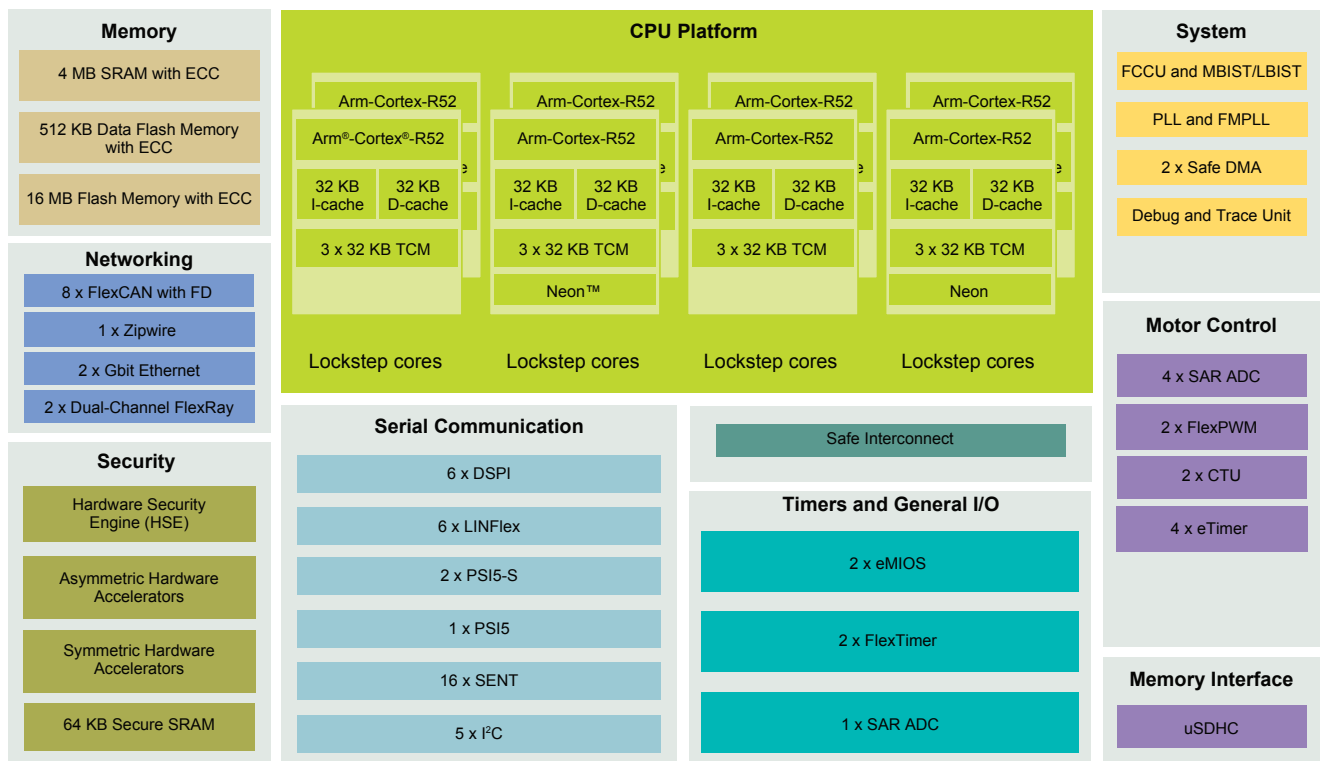 Memory
4 MB SRAM with ECC
512 KB Data Flash Memory
with ECC
16 MB Flash Memory with ECC
Networking
8 x FlexCAN with FD
1 x Zipwire
2 x Gbit Ethernet
2 x Dual-Channel FlexRay
Security
Hardware Security
Engine (HSE)
Asymmetric Hardware
Accelerators
Symmetric Hardware
Accelerators
64 KB Secure SRAM
CPU Platform
Arm-Cortex-R52
Arm®-Cortex®-R52
e
32 KB
I-cache
32 KB
D-cache
3 x 32 KB TCM
Lockstep cores
Arm-Cortex-R52
Arm-Cortex-R52
e
32 KB
I-cache
32 KB
D-cache
3 x 32 KB TCM
Neon™
Lockstep cores
Arm-Cortex-R52
Arm-Cortex-R52
e
32 KB
I-cache
32 KB
D-cache
3 x 32 KB TCM
Lockstep cores
Arm-Cortex-R52
Arm-Cortex-R52
e
32 KB
I-cache
32 KB
D-cache
3 x 32 KB TCM
Neon
Lockstep cores
Serial Communication
6 x DSPI
6 x LINFlex
2 x PSI5-S
1 x PSI5
16 x SENT
5 x I²C
Safe Interconnect
Timers and General I/O
2 x eMIOS
2 x FlexTimer
1 x SAR ADC
System
FCCU and MBIST/LBIST
PLL and FMPLL
2 x Safe DMA
Debug and Trace Unit
Motor Control
4 x SAR ADC
2 x FlexPWM
2 x CTU
4 x eTimer
Memory Interface
uSDHC